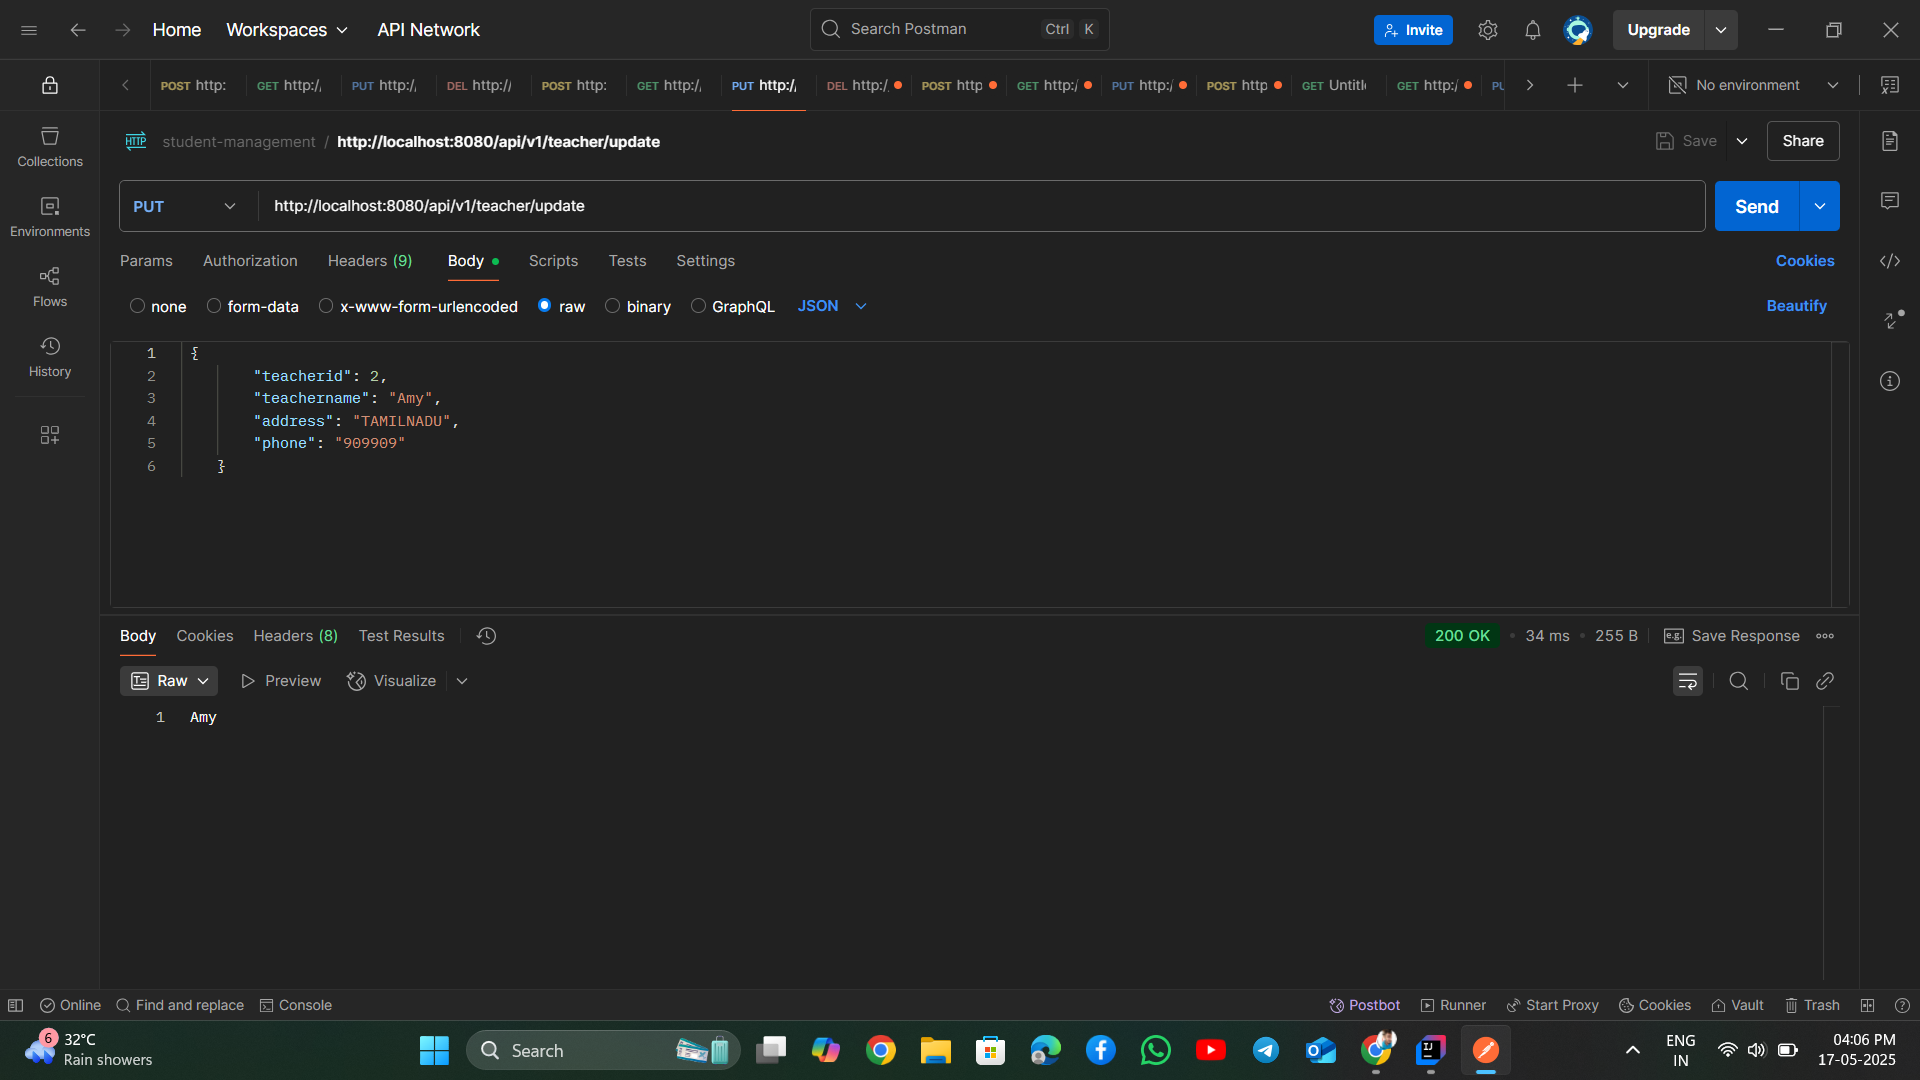 Home Workspaces API Network Search Postman Ctrl K Invite Upgrade
POST http: GET http:/, PUT http:/, DEL http:// POST http: GET http:/, PUT http:/, DEL http:/, POST http GET http:/ PUT http:/ POST http GET Untitl GET http:/ PU No environment
HTTP student-management / http://localhost:8080/api/v1/teacher/update Save Share
Collections
PUT http://localhost:8080/api/v1/teacher/update Send
Environments
Params Authorization Headers (9) Body Scripts Tests Settings Cookies
Flows
none form-data x-www-form-urlencoded raw binary GraphQL JSON Beautify
History
1 {
2 "teacherid": 2,
3 "teachername": "Amy",
4 "address": "TAMILNADU",
5 "phone": "909909"
6 }
Body Cookies Headers (8) Test Results 200 OK 34 ms 255 B e.g. Save Response
Raw Preview Visualize
1 Amy
Online Find and replace Console Postbot Runner Start Proxy Cookies Vault Trash
6 32°C
Rain showers
Search
ENG
IN
04:06 PM
17-05-2025